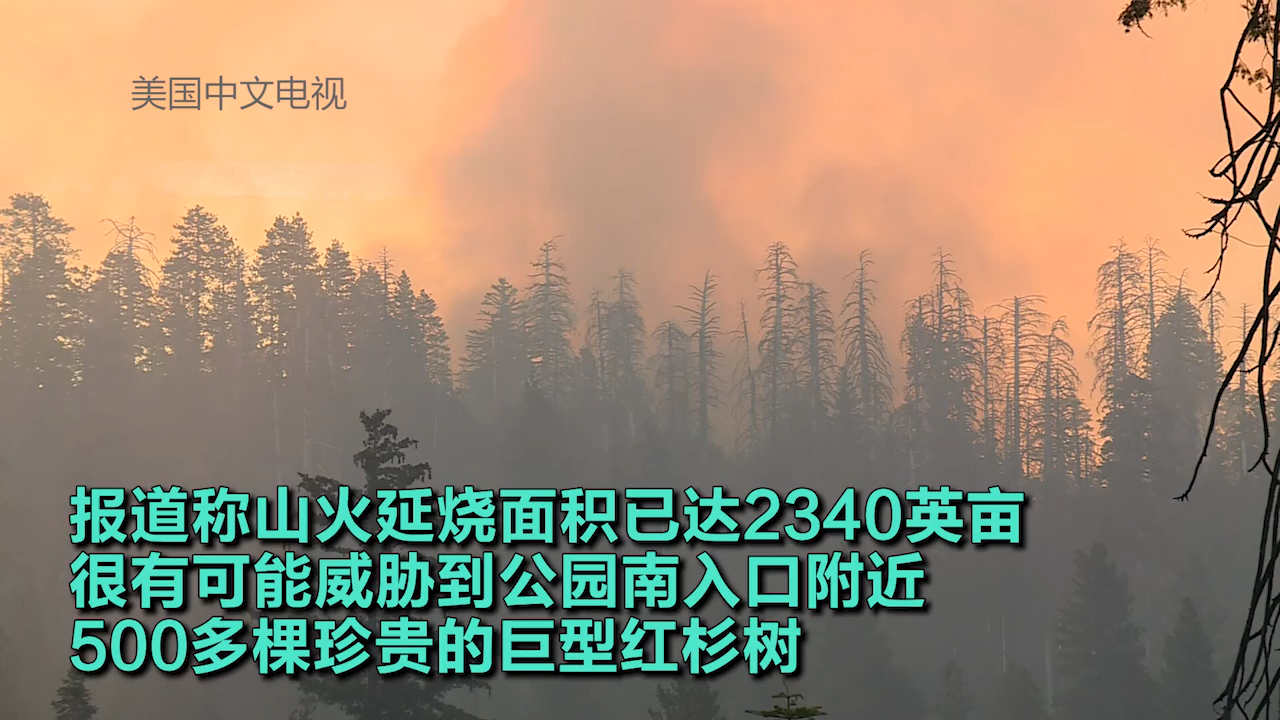 美国中文电视
报道称山火延烧面积已达2340英亩
很有可能威胁到公园南入口附近
500多棵珍贵的巨型红杉树